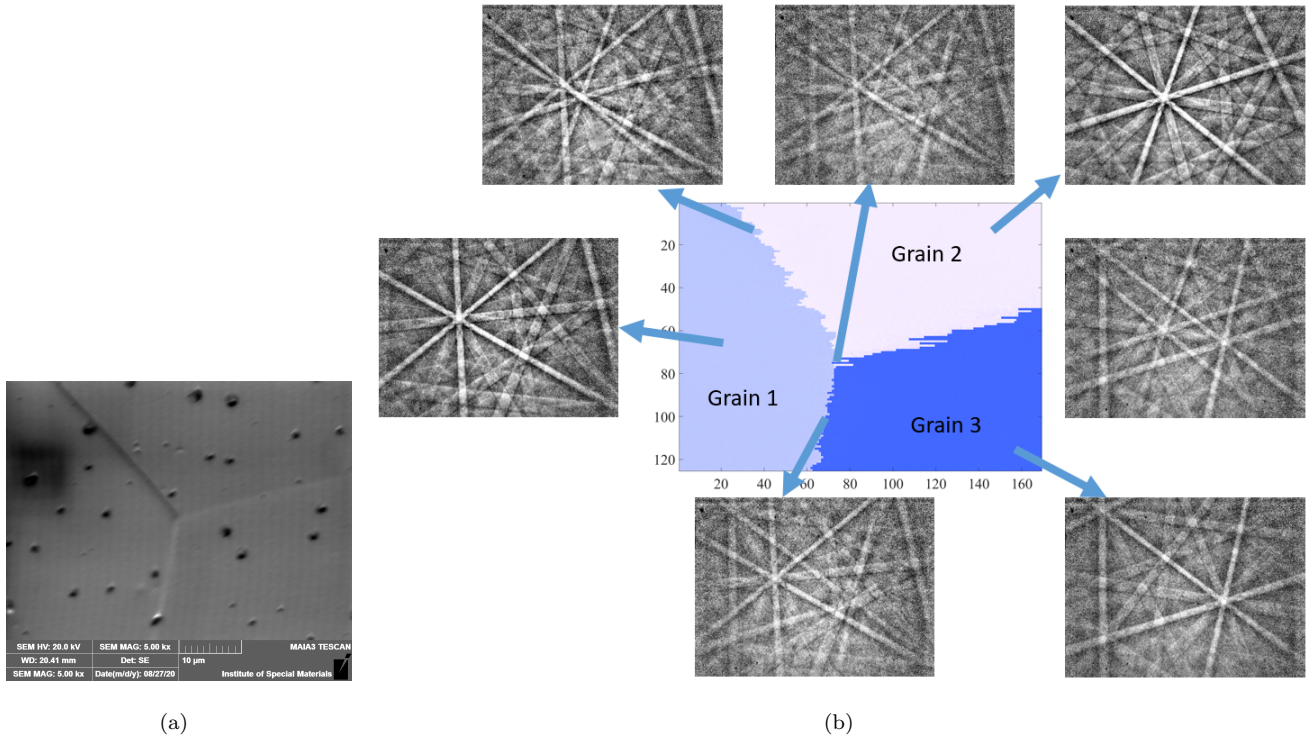 SEM HV: 20.0 kV SEM MAG: 5.00 kx MAIA3 TESCAN
WD: 20.41 mm Det: SE 10 µm
SEM MAG: 5.00 kx Date(m/d/y): 08/27/20 Institute of Special Materials
(a)
Grain 2
Grain 1
Grain 3
20
40
60
80
100
120
20 40 60 80 100 120 140 160
(b)